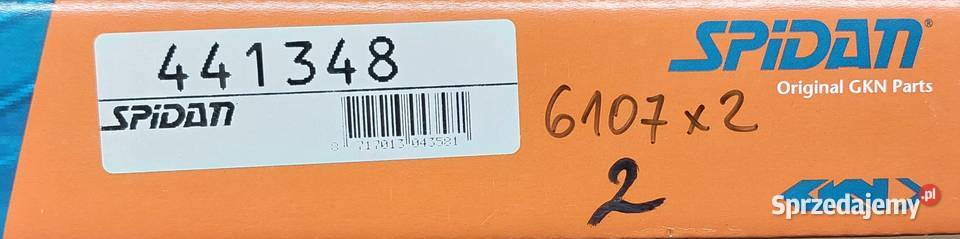 441348
SPiDAN
8 717013 043581
SPiDAN®
Original GKN Parts
6107 x 2
2
GKN
Sprzedajemy.pl